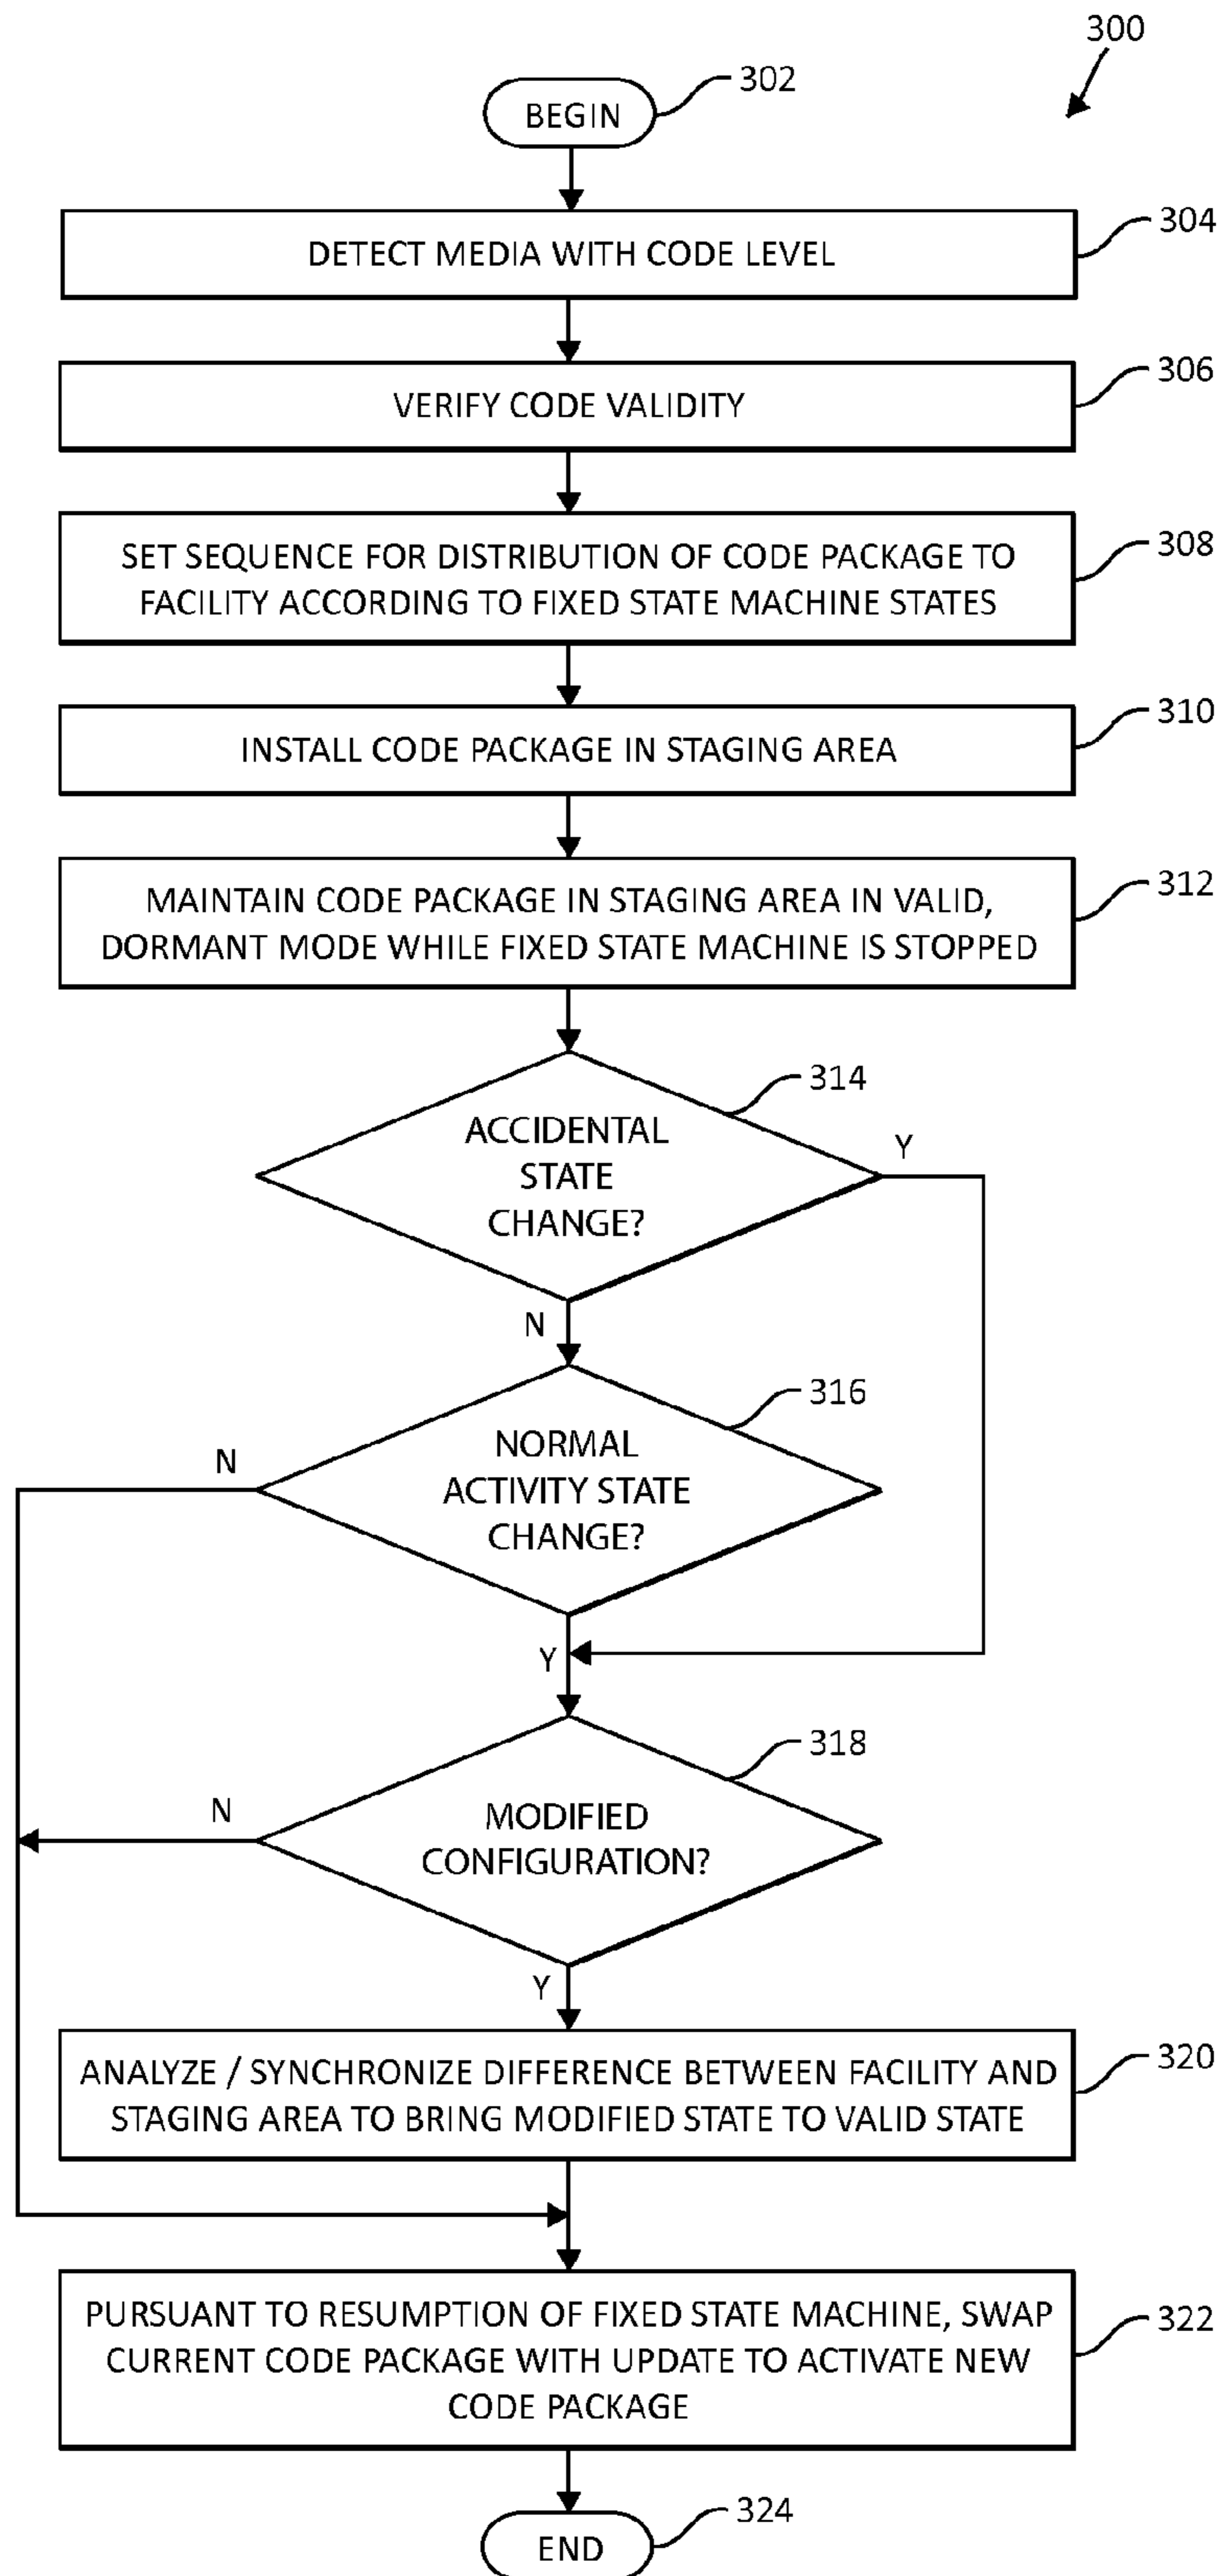 300
BEGIN
302
DETECT MEDIA WITH CODE LEVEL
304
VERIFY CODE VALIDITY
306
SET SEQUENCE FOR DISTRIBUTION OF CODE PACKAGE TO
FACILITY ACCORDING TO FIXED STATE MACHINE STATES
308
INSTALL CODE PACKAGE IN STAGING AREA
310
MAINTAIN CODE PACKAGE IN STAGING AREA IN VALID,
DORMANT MODE WHILE FIXED STATE MACHINE IS STOPPED
312
ACCIDENTAL
STATE
CHANGE?
314
Y
N
NORMAL
ACTIVITY STATE
CHANGE?
316
N
Y
MODIFIED
CONFIGURATION?
318
N
Y
ANALYZE / SYNCHRONIZE DIFFERENCE BETWEEN FACILITY AND
STAGING AREA TO BRING MODIFIED STATE TO VALID STATE
320
PURSUANT TO RESUMPTION OF FIXED STATE MACHINE, SWAP
CURRENT CODE PACKAGE WITH UPDATE TO ACTIVATE NEW
CODE PACKAGE
322
END
324